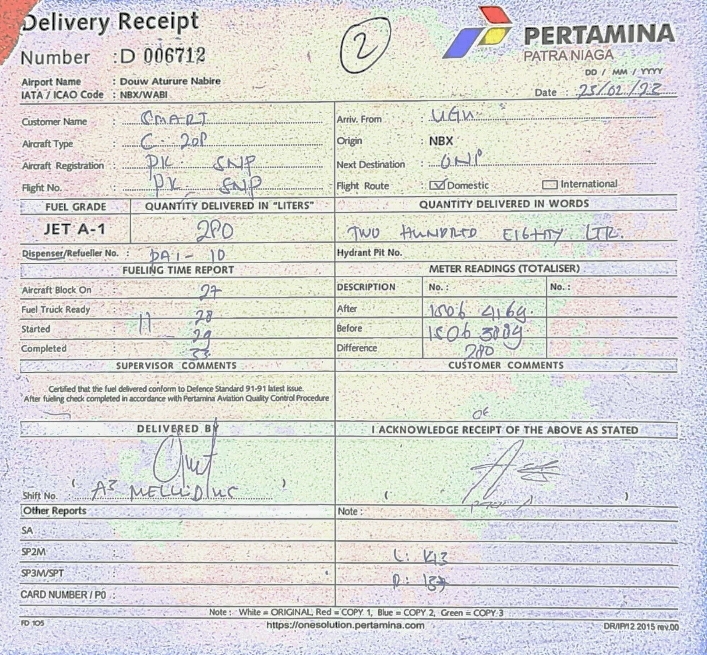 Delivery Receipt
Number : D 006712
2
PERTAMINA
PATRA NIAGA
Airport Name : Douw Aturure Nabire
IATA / ICAO Code : NBX/WABI
DD / MM / YYYY
Date : 25/02/22
Customer Name : SMART
Arriv. From : UGU
Aircraft Type : C-208
Origin NBX
Aircraft Registration : PK SNP
Next Destination :
Flight No. : PK SNP
Flight Route : Domestic International
FUEL GRADE QUANTITY DELIVERED IN "LITERS" QUANTITY DELIVERED IN WORDS
JET A-1 280 TWO HUNDRED EIGHTY LTR.
Dispenser/Refueller No. : PAI-10
Hydrant Pit No.
FUELING TIME REPORT METER READINGS (TOTALISER)
Aircraft Block On : 27
DESCRIPTION No. : No. :
Fuel Truck Ready : 28
After 1506 4169.
Started : 11 29
Before 1506 3889
Completed :
Difference 280
SUPERVISOR COMMENTS CUSTOMER COMMENTS
Certified that the fuel delivered conform to Defence Standard 91-91 latest issue.
After fueling check completed in accordance with Pertamina Aviation Quality Control Procedure
DELIVERED BY I ACKNOWLEDGE RECEIPT OF THE ABOVE AS STATED
Shift No. ( )
( )
Other Reports Note :
SA :
SP2M :
SP3M/SPT :
CARD NUMBER / PO :
Note : White = ORIGINAL, Red = COPY 1, Blue = COPY 2, Green = COPY 3
FD 105
https://onesolution.pertamina.com
DR/IP/12 2015 rev.00